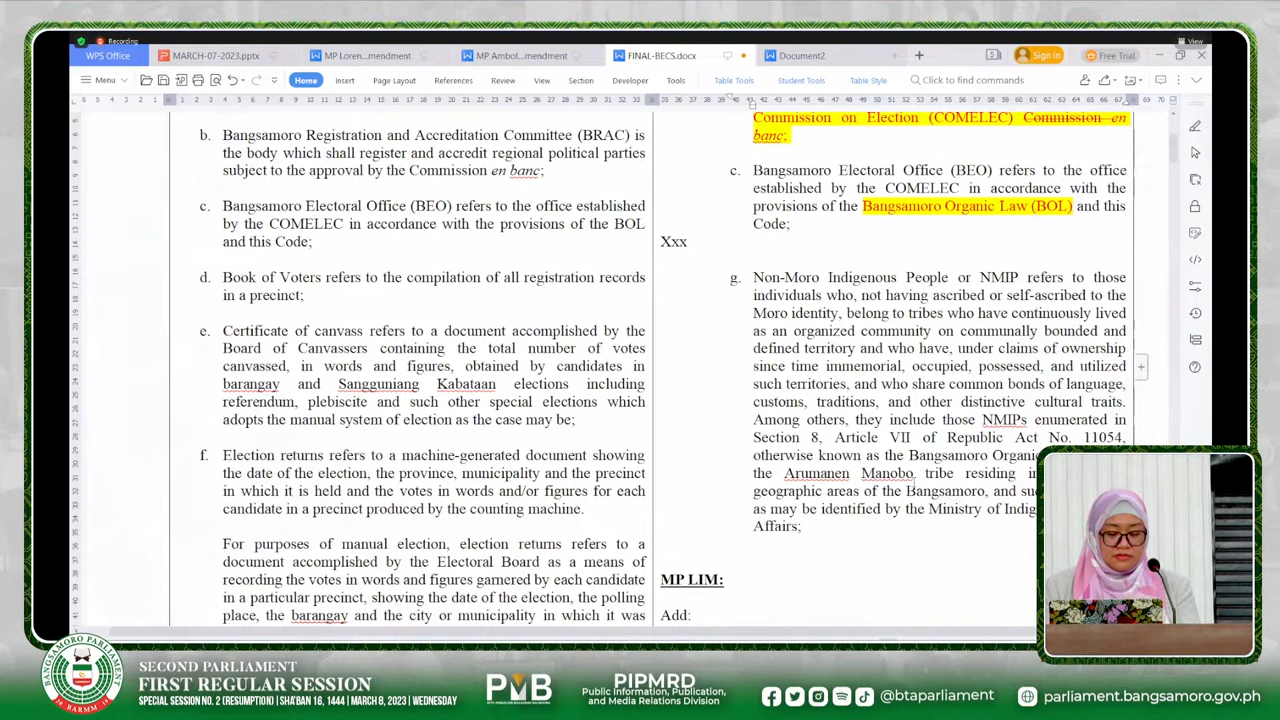 Recording
View
WPS Office
MARCH-07-2023.pptx
MP Loren...mendment
MP Ambol...mendment
FINAL-BECS.docx
Document2
Sign in
Free Trial
Menu
Home
Insert
Page Layout
References
Review
View
Section
Developer
Tools
Table Tools
Student Tools
Table Style
Click to find commands
b. Bangsamoro Registration and Accreditation Committee (BRAC) is
the body which shall register and accredit regional political parties
subject to the approval by the Commission en banc;
c. Bangsamoro Electoral Office (BEO) refers to the office established
by the COMELEC in accordance with the provisions of the BOL
and this Code;
d. Book of Voters refers to the compilation of all registration records
in a precinct;
e. Certificate of canvass refers to a document accomplished by the
Board of Canvassers containing the total number of votes
canvassed, in words and figures, obtained by candidates in
barangay and Sangguniang Kabataan elections including
referendum, plebiscite and such other special elections which
adopts the manual system of election as the case may be;
f. Election returns refers to a machine-generated document showing
the date of the election, the province, municipality and the precinct
in which it is held and the votes in words and/or figures for each
candidate in a precinct produced by the counting machine.
For purposes of manual election, election returns refers to a
document accomplished by the Electoral Board as a means of
recording the votes in words and figures garnered by each candidate
in a particular precinct, showing the date of the election, the polling
place, the barangay and the city or municipality in which it was
Commission on Election (COMELEC) Commission en
banc;
c. Bangsamoro Electoral Office (BEO) refers to the office
established by the COMELEC in accordance with the
provisions of the Bangsamoro Organic Law (BOL) and this
Code;
Xxx
g. Non-Moro Indigenous People or NMIP refers to those
individuals who, not having ascribed or self-ascribed to the
Moro identity, belong to tribes who have continuously lived
as an organized community on communally bounded and
defined territory and who have, under claims of ownership
since time immemorial, occupied, possessed, and utilized
such territories, and who share common bonds of language,
customs, traditions, and other distinctive cultural traits.
Among others, they include those NMIPs enumerated in
Section 8, Article VII of Republic Act No. 11054,
otherwise known as the Bangsamoro Organic
the Arumanen Manobo tribe residing in
geographic areas of the Bangsamoro, and
as may be identified by the Ministry of
Affairs;
MP LIM:
Add:
BANGSAMORO PARLIAMENT
BARMM
SECOND PARLIAMENT
FIRST REGULAR SESSION
SPECIAL SESSION NO. 2 (RESUMPTION) | SHA'BAN 16, 1444 | MARCH 8, 2023 | WEDNESDAY
PMB
PIPMRD
Public Information, Publication,
and Media Relations Division
@btaparliament
parliament.bangsamoro.gov.ph